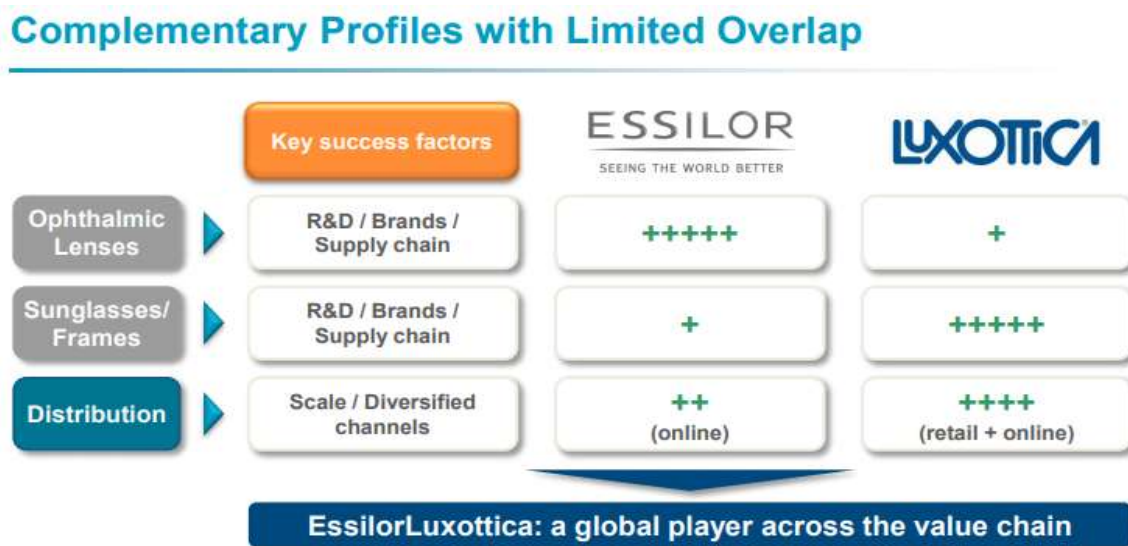 Complementary Profiles with Limited Overlap
Key success factors
ESSILOR
SEEING THE WORLD BETTER
LUXOTTICA
Ophthalmic
Lenses
R&D / Brands /
Supply chain
+++++
+
Sunglasses/
Frames
R&D / Brands /
Supply chain
+
+++++
Distribution
Scale / Diversified
channels
++
(online)
++++
(retail + online)
EssilorLuxottica: a global player across the value chain